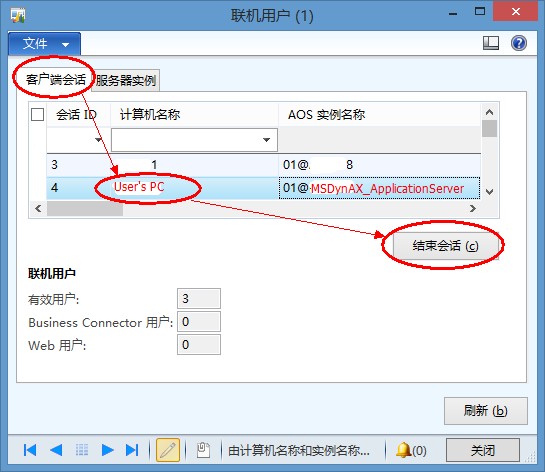 联机用户 (1)
文件
客户端会话 服务器实例
会话 ID 计算机名称 AOS 实例名称
3 1 01@ 8
4 User's PC 01@-MSDynAX_ApplicationServer
结束会话 (c)
联机用户
有效用户: 3
Business Connector 用户: 0
Web 用户: 0
刷新 (b)
由计算机名称和实例名称... (0) 关闭